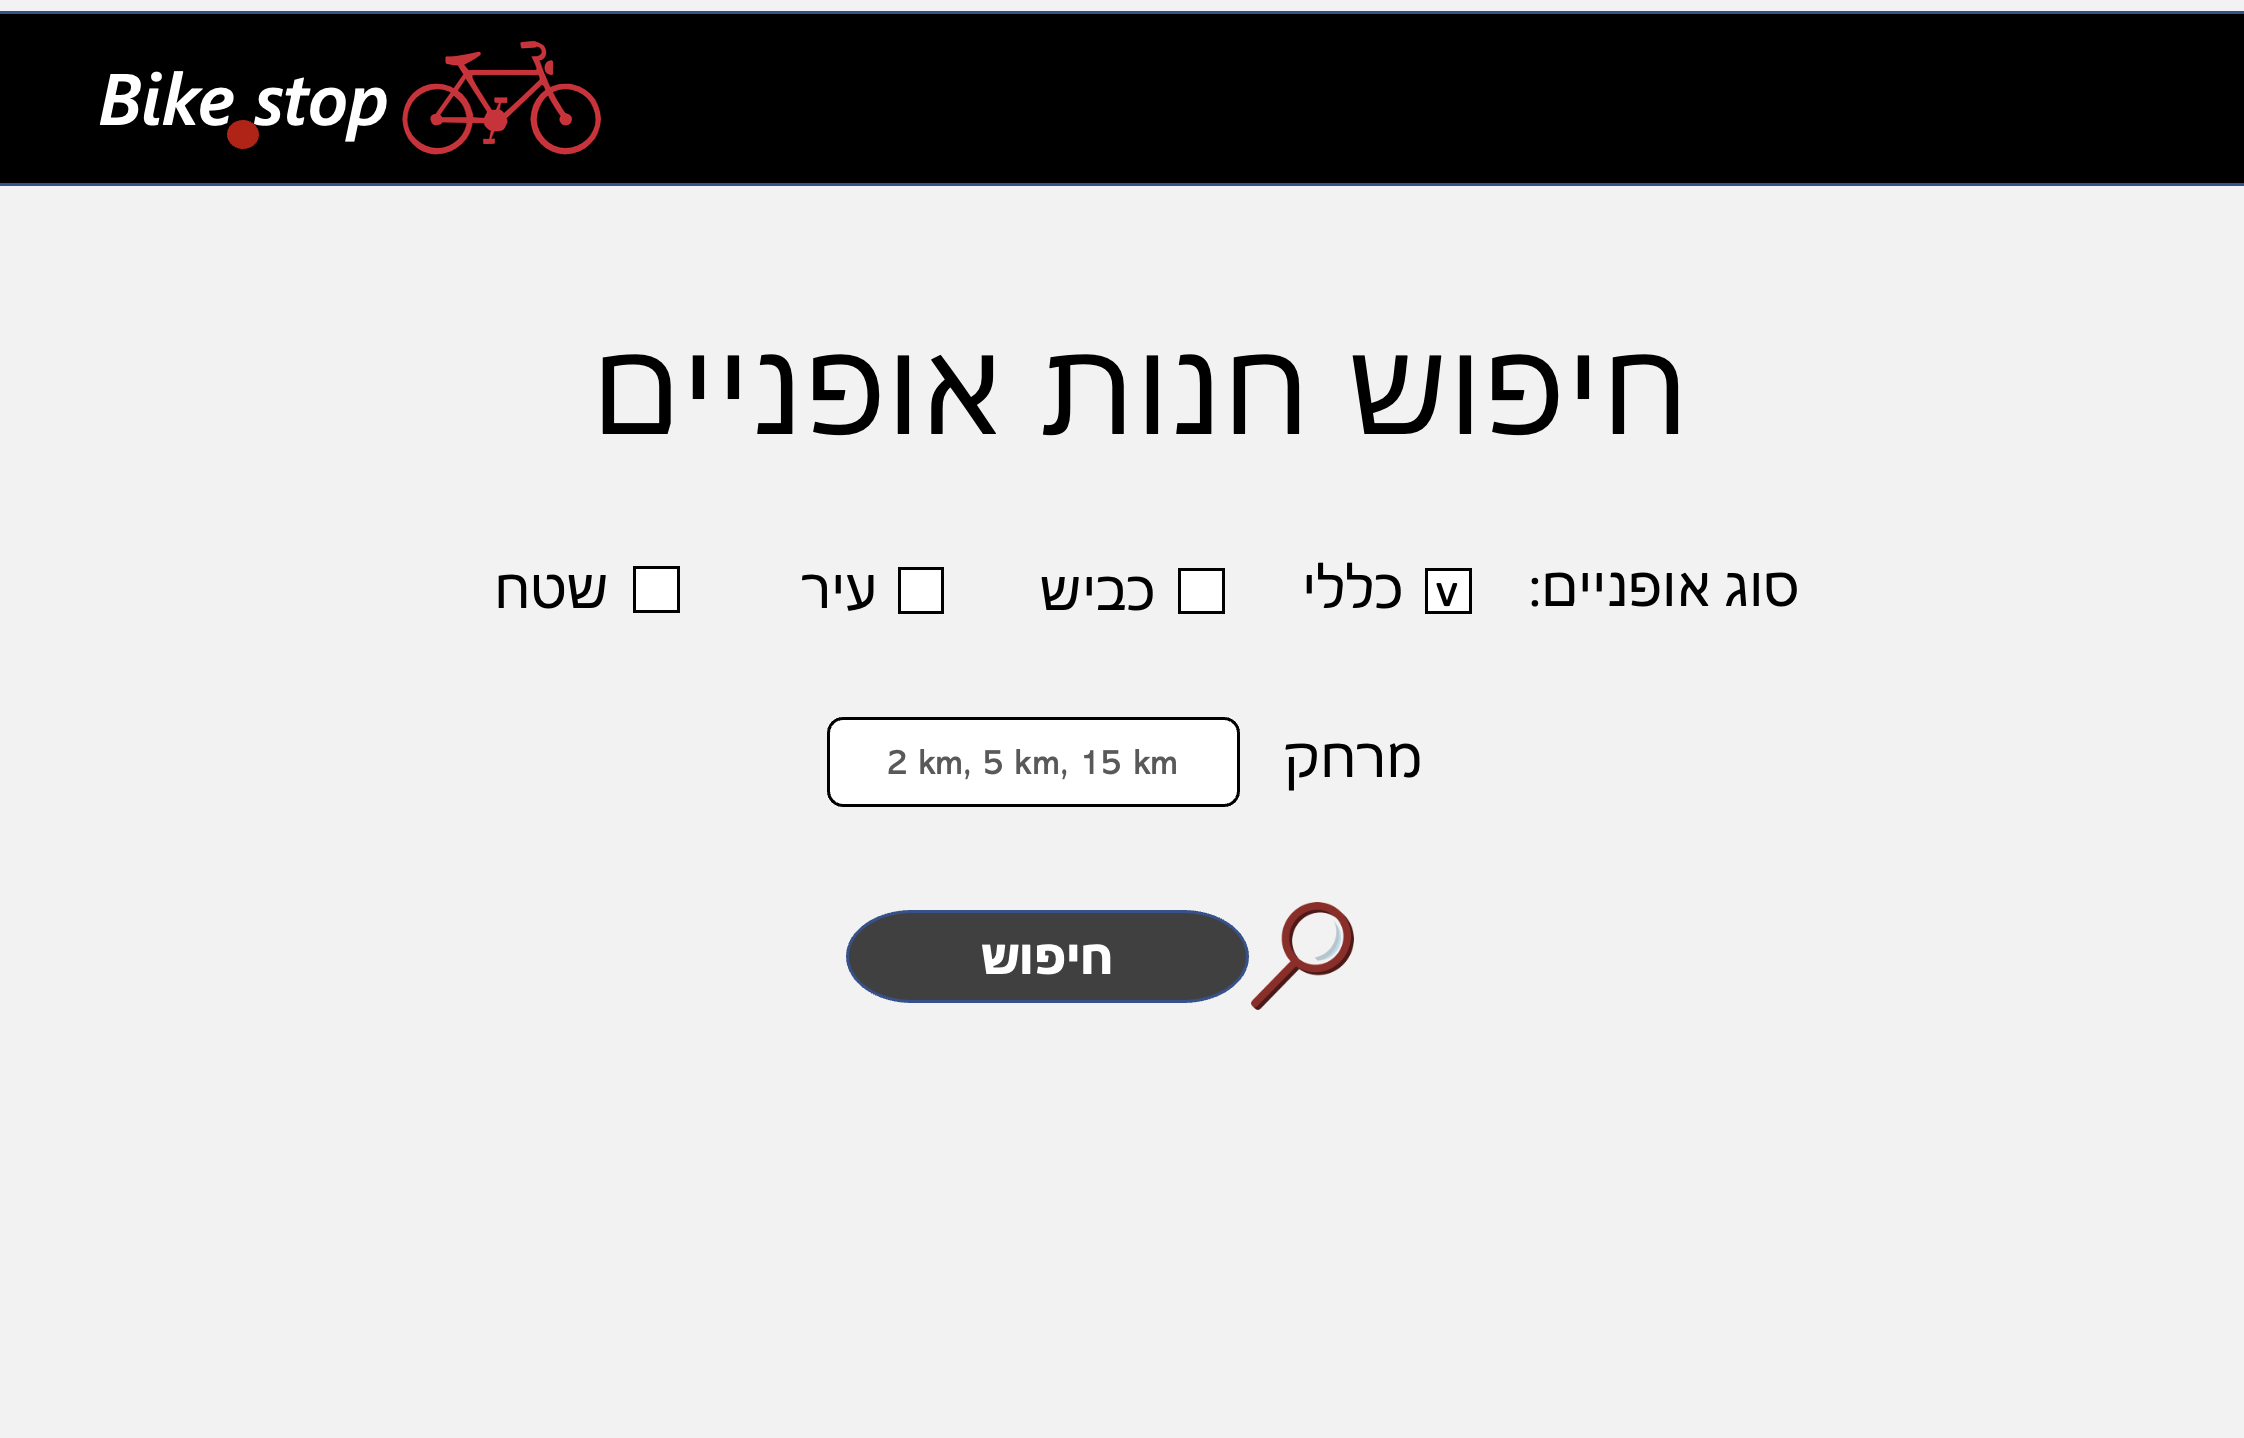 Bike stop
חיפוש חנות אופניים
סוג אופניים: v כללי כביש עיר שטח
מרחק 2 km, 5 km, 15 km
חיפוש